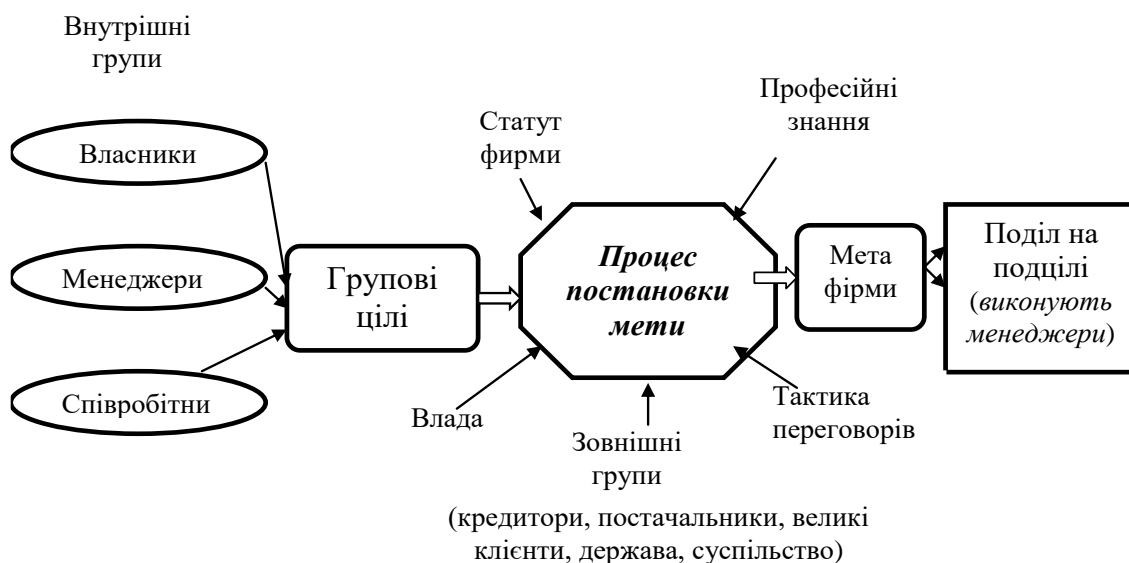 Внутрішні
групи
Власники
Менеджери
Співробітни
Групові
цілі
Статут
фирми
Професійні
знання
Процес
постановки
мети
Влада
Зовнішні
групи
(кредитори, постачальники, великі
клієнти, держава, суспільство)
Тактика
переговорів
Мета
фірми
Поділ на
подцілі
(виконують
менеджери)